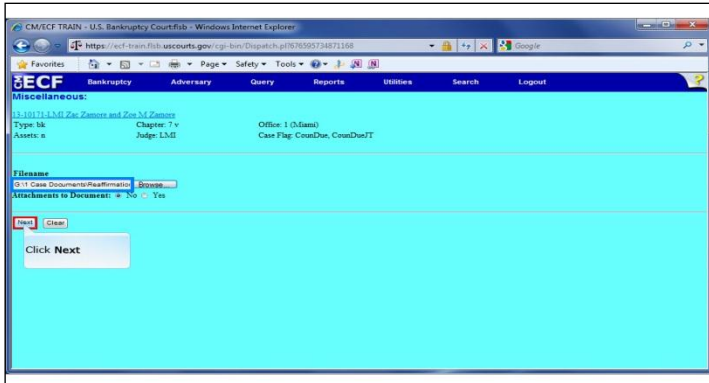 CM/ECF TRAIN - U.S. Bankruptcy Court:flsb - Windows Internet Explorer
https://ecf-train.flsb.uscourts.gov/cgi-bin/Dispatch.pl?676595734871168
Google
Favorites Page Safety Tools
ECF Bankruptcy Adversary Query Reports Utilities Search Logout ?
Miscellaneous:
13-10171-LMI Zac Zamore and Zoe M Zamore
Type: bk Chapter: 7 v Office: 1 (Miami)
Assets: n Judge: LMI Case Flag: CounDue, CounDueJT
Filename
G:\1 Case Documents\Reaffirmation Browse...
Attachments to Document: No Yes
Next Clear
Click Next